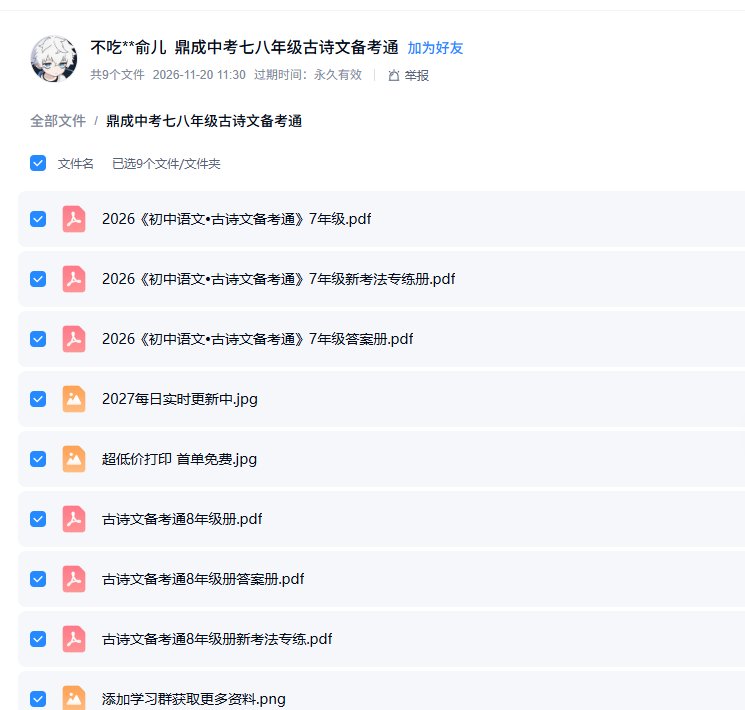 不吃**俞儿 鼎成中考七八年级古诗文备考通 加为好友
共9个文件 2026-11-20 11:30 过期时间：永久有效 举报
全部文件 / 鼎成中考七八年级古诗文备考通
文件名 已选9个文件/文件夹
2026《初中语文•古诗文备考通》7年级.pdf
2026《初中语文•古诗文备考通》7年级新考法专练册.pdf
2026《初中语文•古诗文备考通》7年级答案册.pdf
2027每日实时更新中.jpg
超低价打印 首单免费.jpg
古诗文备考通8年级册.pdf
古诗文备考通8年级册答案册.pdf
古诗文备考通8年级册新考法专练.pdf
添加学习群获取更多资料.png